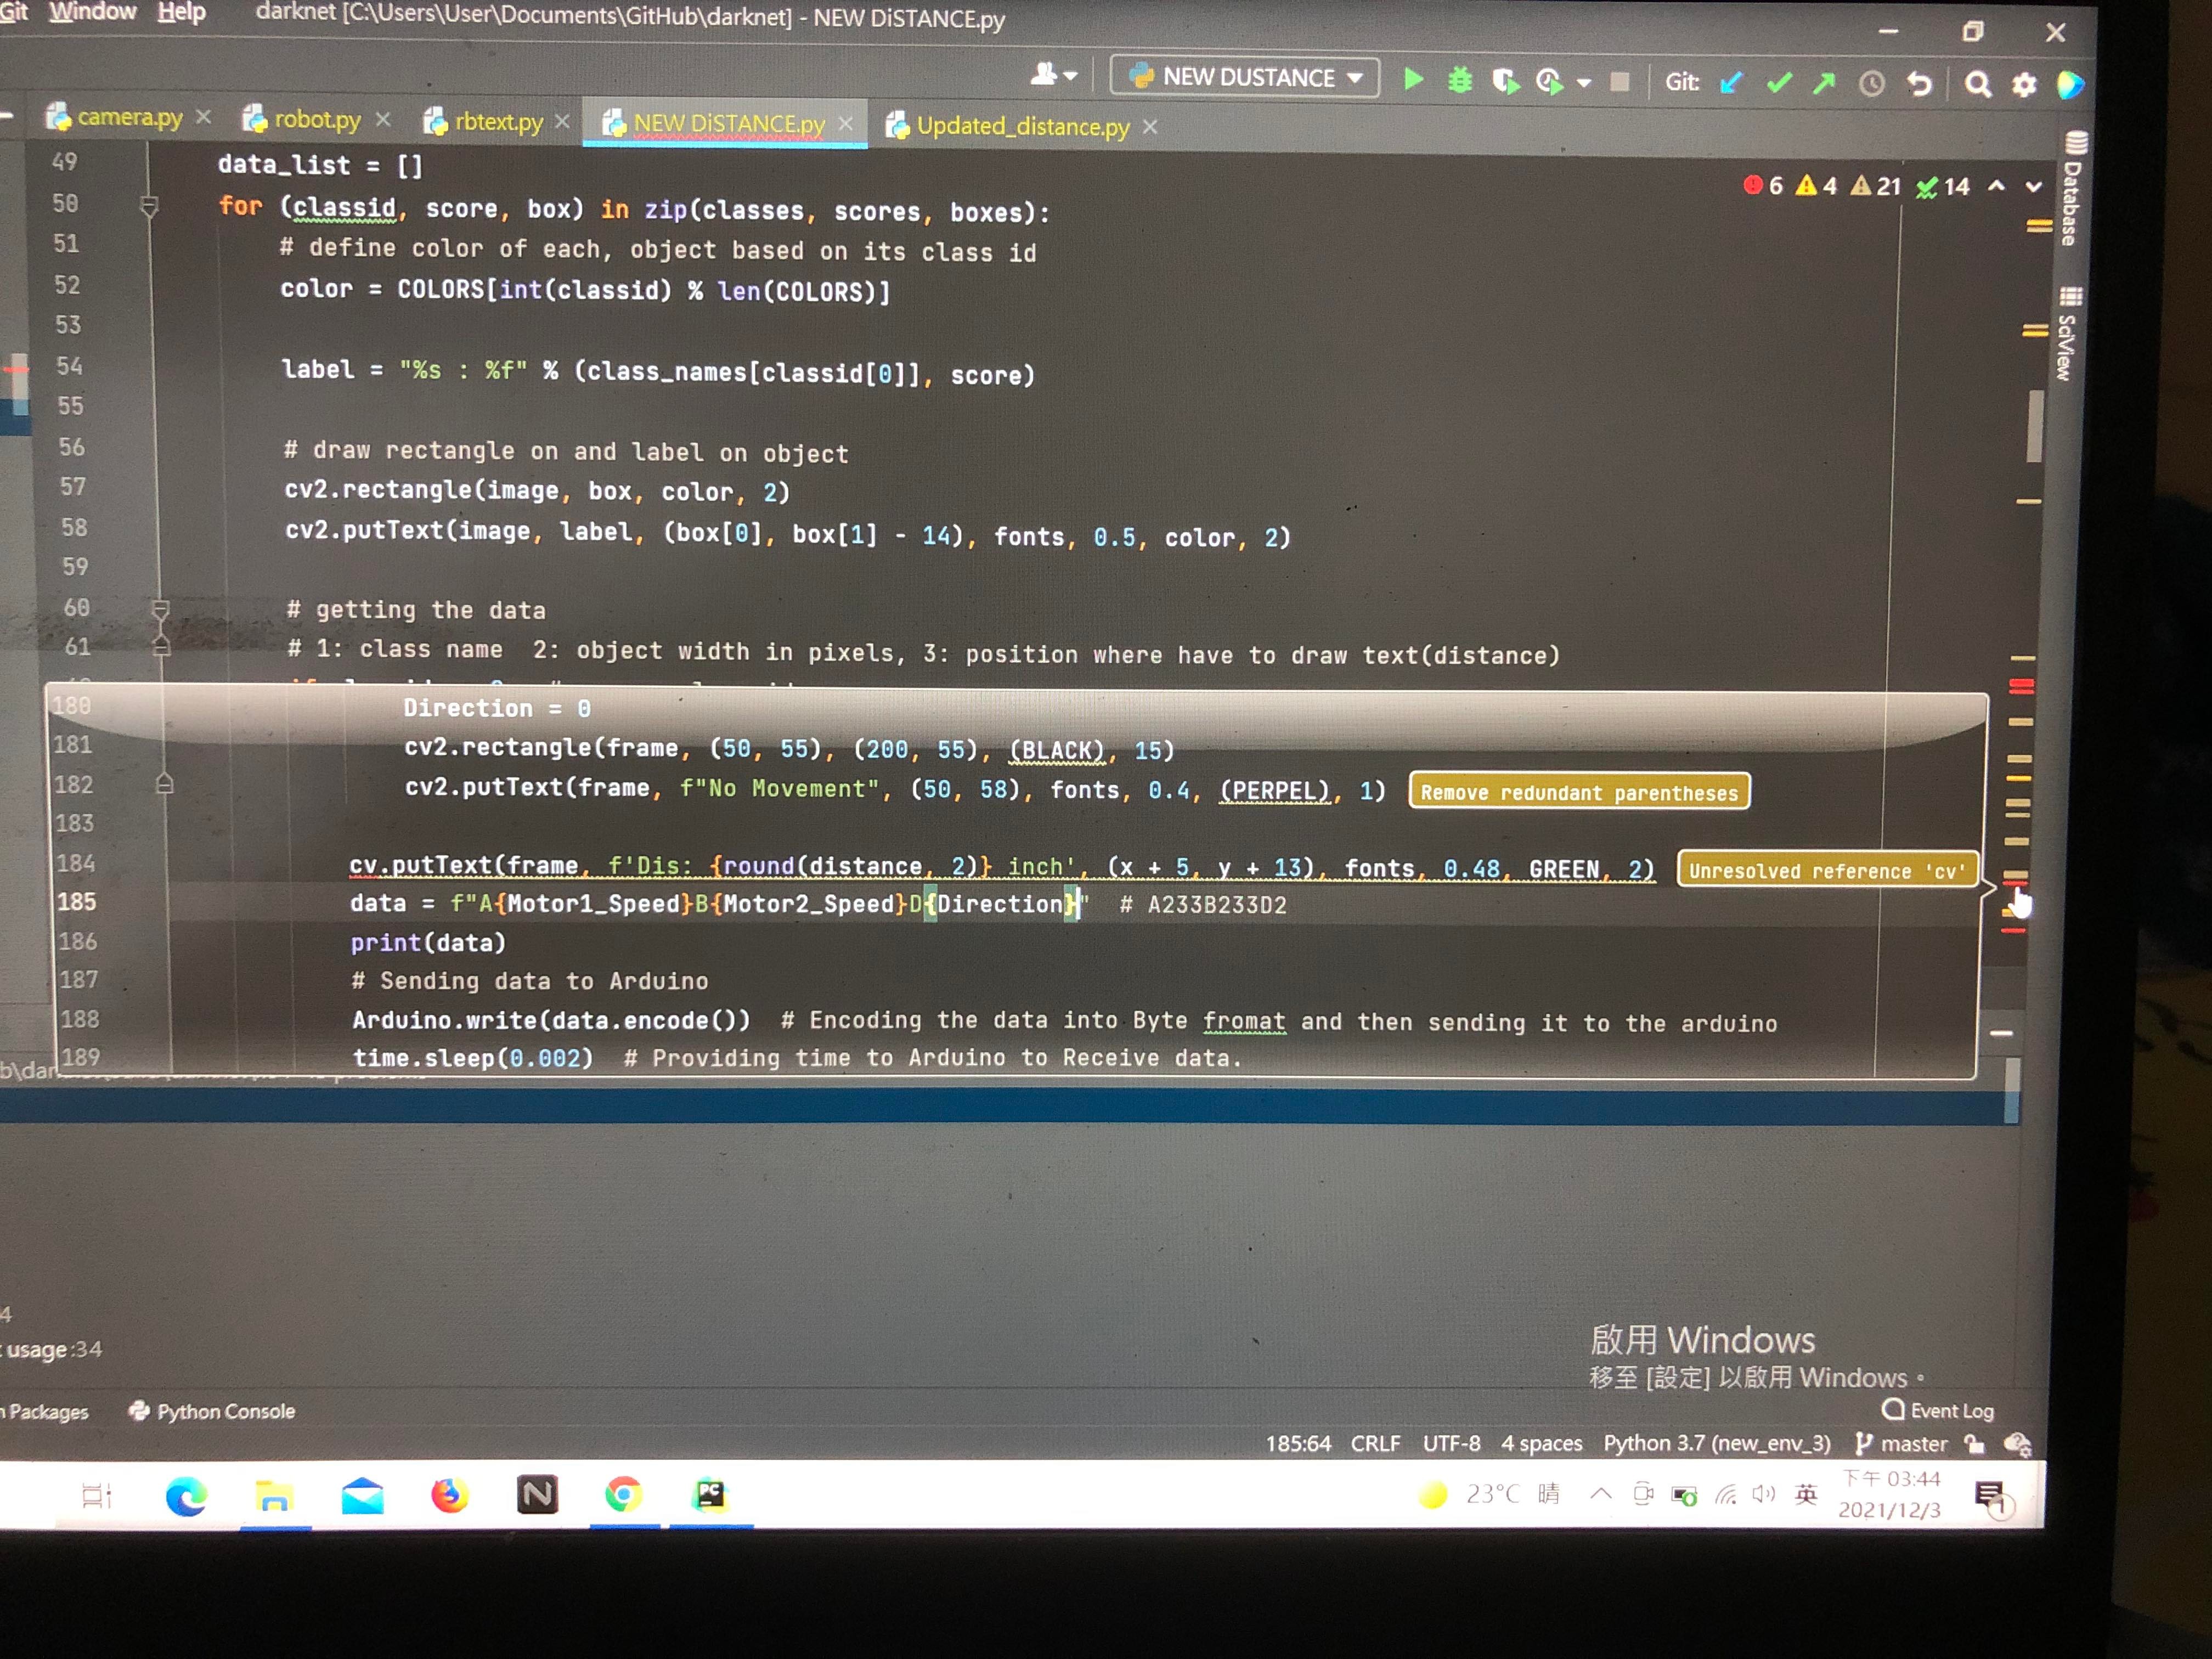 Git Window Help darknet [C:\Users\User\Documents\GitHub\darknet] - NEW DiSTANCE.py
NEW DUSTANCE Git:
camera.py robot.py rbtext.py NEW DiSTANCE.py Updated_distance.py
6 4 21 14
Database
SciView
49 data_list = []
50 for (classid, score, box) in zip(classes, scores, boxes):
51 # define color of each, object based on its class id
52 color = COLORS[int(classid) % len(COLORS)]
53
54 label = "%s : %f" % (class_names[classid[0]], score)
55
56 # draw rectangle on and label on object
57 cv2.rectangle(image, box, color, 2)
58 cv2.putText(image, label, (box[0], box[1] - 14), fonts, 0.5, color, 2)
59
60 # getting the data
61 # 1: class name 2: object width in pixels, 3: position where have to draw text(distance)
180 Direction = 0
181 cv2.rectangle(frame, (50, 55), (200, 55), (BLACK), 15)
182 cv2.putText(frame, f"No Movement", (50, 58), fonts, 0.4, (PERPEL), 1) Remove redundant parentheses
183
184 cv.putText(frame, f'Dis: {round(distance, 2)} inch', (x + 5, y + 13), fonts, 0.48, GREEN, 2) Unresolved reference 'cv'
185 data = f"A{Motor1_Speed}B{Motor2_Speed}D{Direction}" # A233B233D2
186 print(data)
187 # Sending data to Arduino
188 Arduino.write(data.encode()) # Encoding the data into Byte fromat and then sending it to the arduino
189 time.sleep(0.002) # Providing time to Arduino to Receive data.
b\dar
4
usage:34
啟用 Windows
移至 [設定] 以啟用 Windows。
Packages Python Console Event Log
185:64 CRLF UTF-8 4 spaces Python 3.7 (new_env_3) master
N PC 23°C 晴 英 下午 03:44
2021/12/3 1